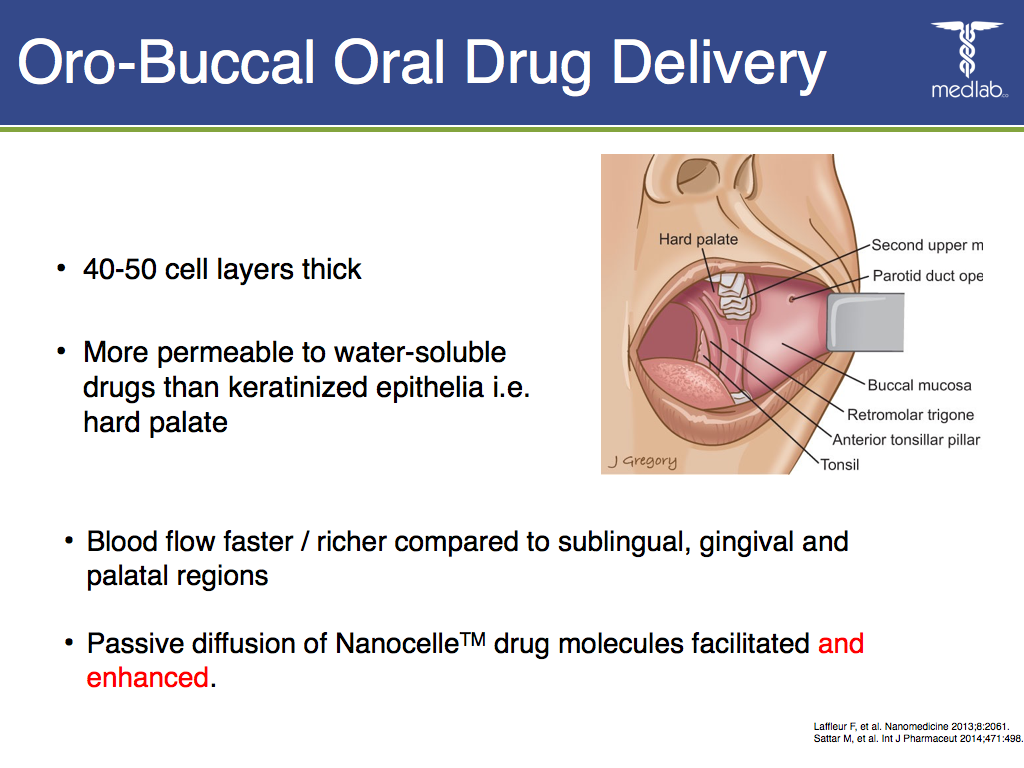 Oro-Buccal Oral Drug Delivery
medlab
• 40-50 cell layers thick
• More permeable to water-soluble
drugs than keratinized epithelia i.e.
hard palate
Hard palate
Second upper m
Parotid duct ope
Buccal mucosa
Retromolar trigone
Anterior tonsillar pillar
Tonsil
J Gregory
• Blood flow faster / richer compared to sublingual, gingival and
palatal regions
• Passive diffusion of Nanocelle™ drug molecules facilitated and
enhanced.
Laffleur F, et al. Nanomedicine 2013;8:2061.
Sattar M, et al. Int J Pharmaceut 2014;471:498.